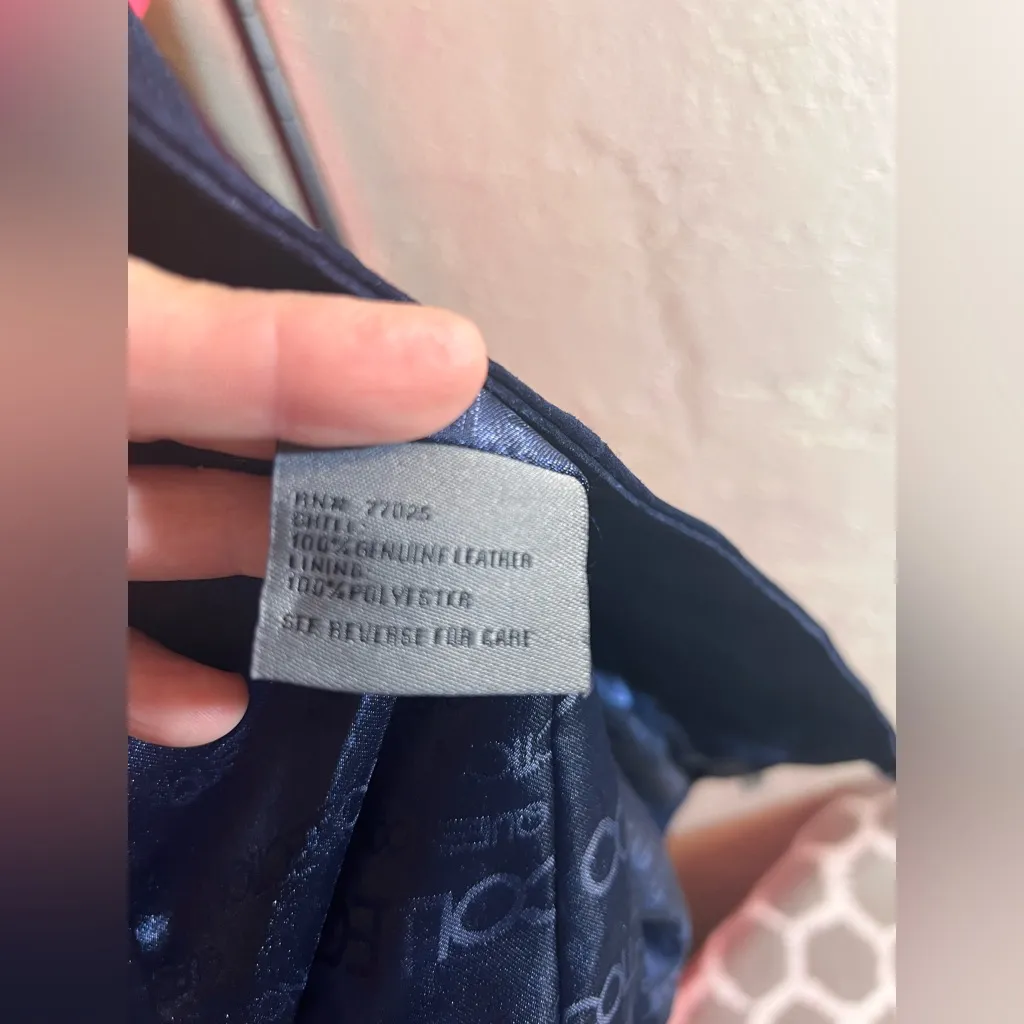 RN# 77025
SHELL:
100% GENUINE LEATHER
LINING
100% POLYESTER
SEE REVERSE FOR CARE